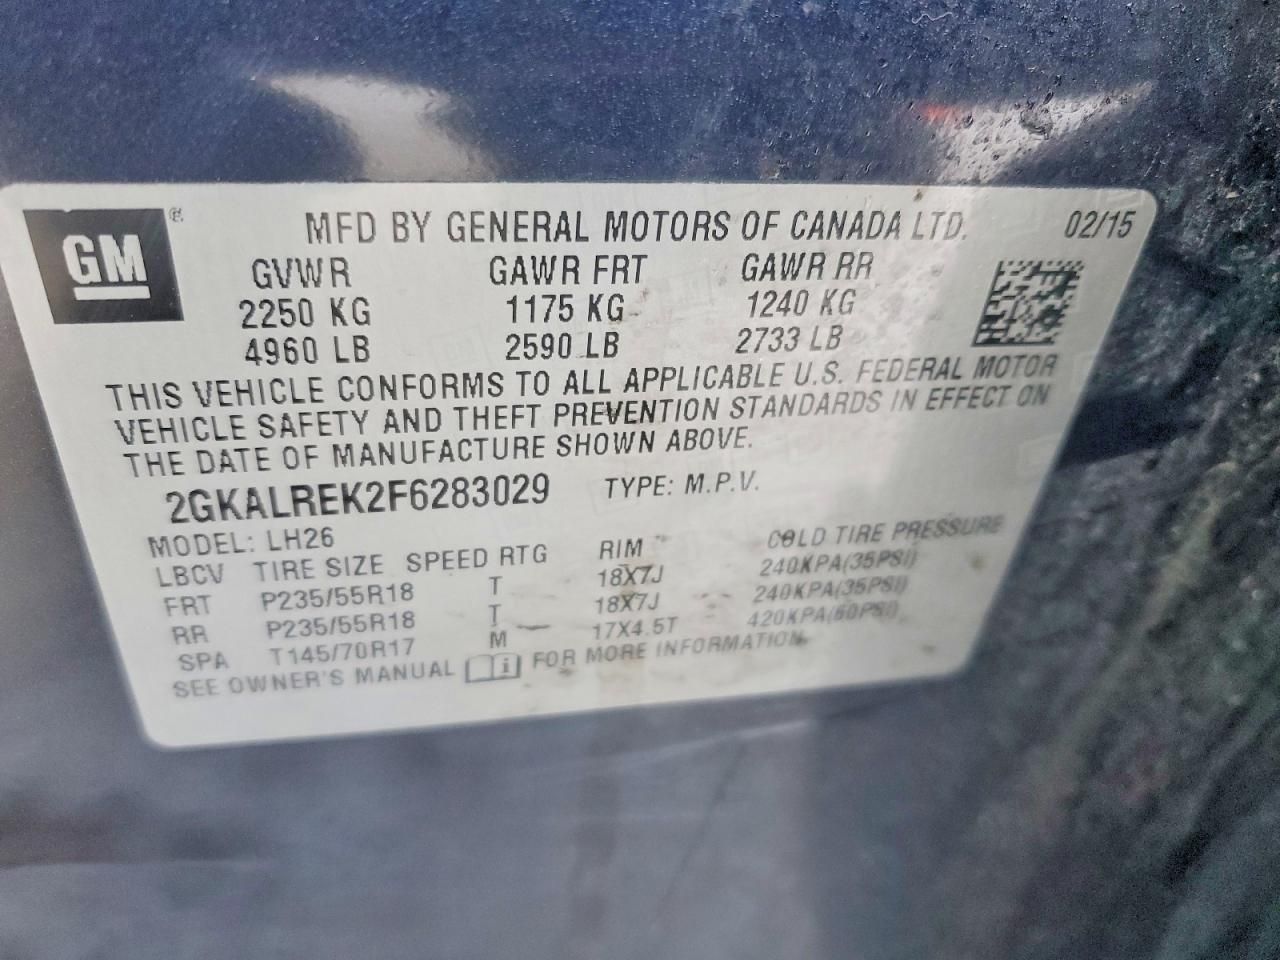 GM ®
MFD BY GENERAL MOTORS OF CANADA LTD. 02/15
GVWR GAWR FRT GAWR RR
2250 KG 1175 KG 1240 KG
4960 LB 2590 LB 2733 LB
THIS VEHICLE CONFORMS TO ALL APPLICABLE U.S. FEDERAL MOTOR
VEHICLE SAFETY AND THEFT PREVENTION STANDARDS IN EFFECT ON
THE DATE OF MANUFACTURE SHOWN ABOVE.
2GKALREK2F6283029 TYPE: M.P.V.
MODEL: LH26
LBCV TIRE SIZE SPEED RTG RIM COLD TIRE PRESSURE
FRT P235/55R18 T 18X7J 240KPA(35PSI)
RR P235/55R18 T 18X7J 240KPA(35PSI)
SPA T145/70R17 M 17X4.5T 420KPA(60PSI)
SEE OWNER'S MANUAL FOR MORE INFORMATION